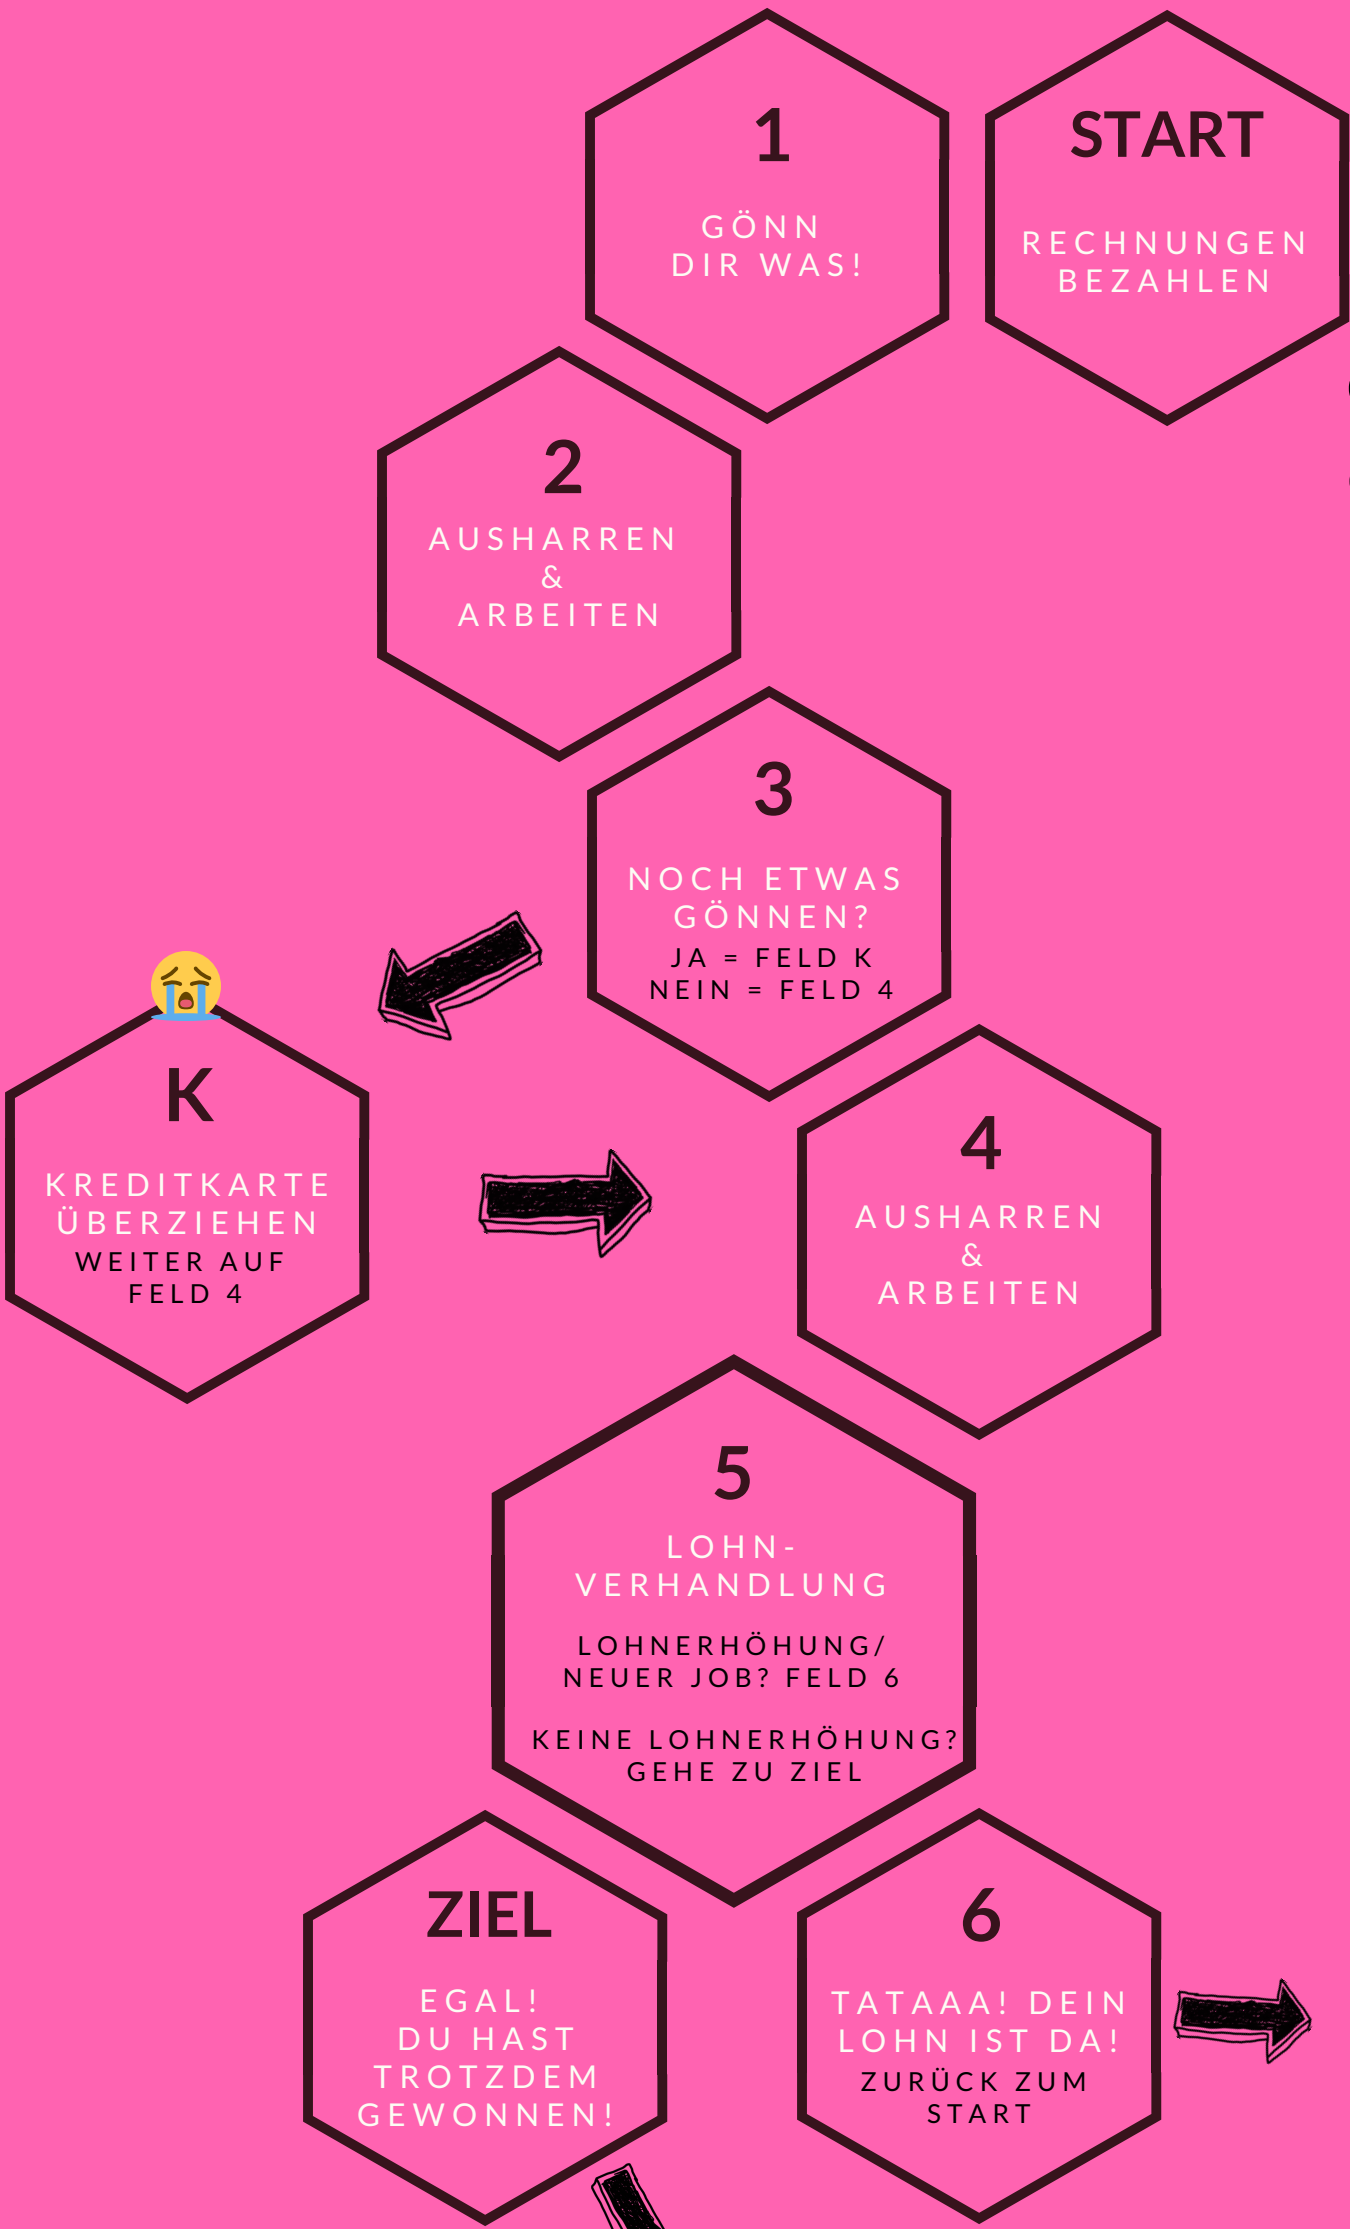 START
RECHNUNGEN
BEZAHLEN
1
GÖNN
DIR WAS!
2
AUSHARREN
&
ARBEITEN
3
NOCH ETWAS
GÖNNEN?
JA = FELD K
NEIN = FELD 4
K
KREDITKARTE
ÜBERZIEHEN
WEITER AUF
FELD 4
4
AUSHARREN
&
ARBEITEN
5
LOHN-
VERHANDLUNG
LOHNERHÖHUNG/
NEUER JOB? FELD 6
KEINE LOHNERHÖHUNG?
GEHE ZU ZIEL
6
TATAAA! DEIN
LOHN IST DA!
ZURÜCK ZUM
START
ZIEL
EGAL!
DU HAST
TROTZDEM
GEWONNEN!